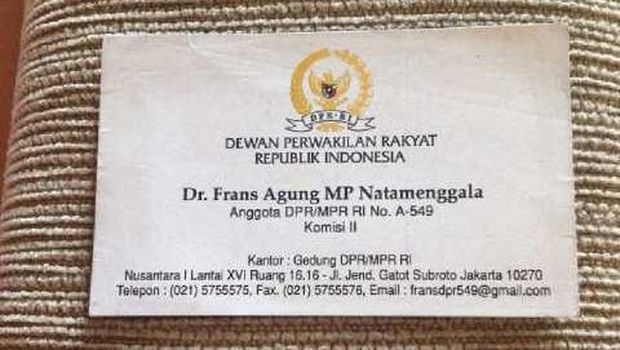 DPR-RI
DEWAN PERWAKILAN RAKYAT
REPUBLIK INDONESIA
Dr. Frans Agung MP Natamenggala
Anggota DPR/MPR RI No. A-549
Komisi II
Kantor : Gedung DPR/MPR RI
Nusantara I Lantai XVI Ruang 16.16 - Jl. Jend. Gatot Subroto Jakarta 10270
Telepon : (021) 5755575, Fax. (021) 5755576, Email : fransdpr549@gmail.com